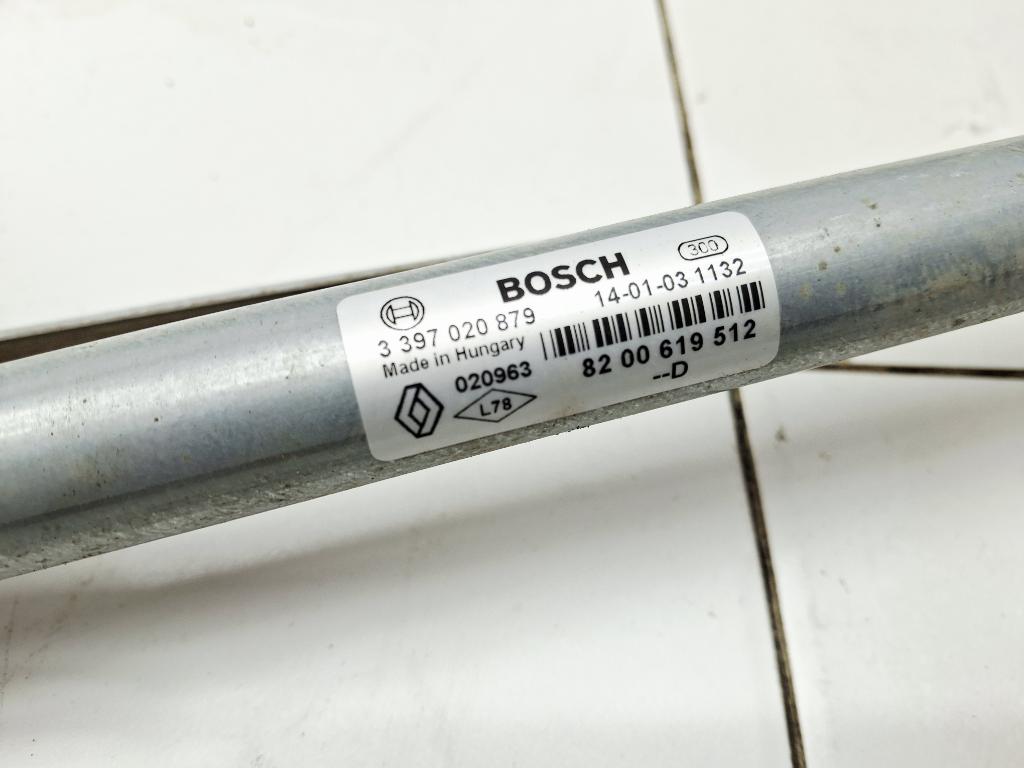 BOSCH
300
3 397 020 879
14-01-03 1132
Made in Hungary
020963
82 00 619 512
L78
--D